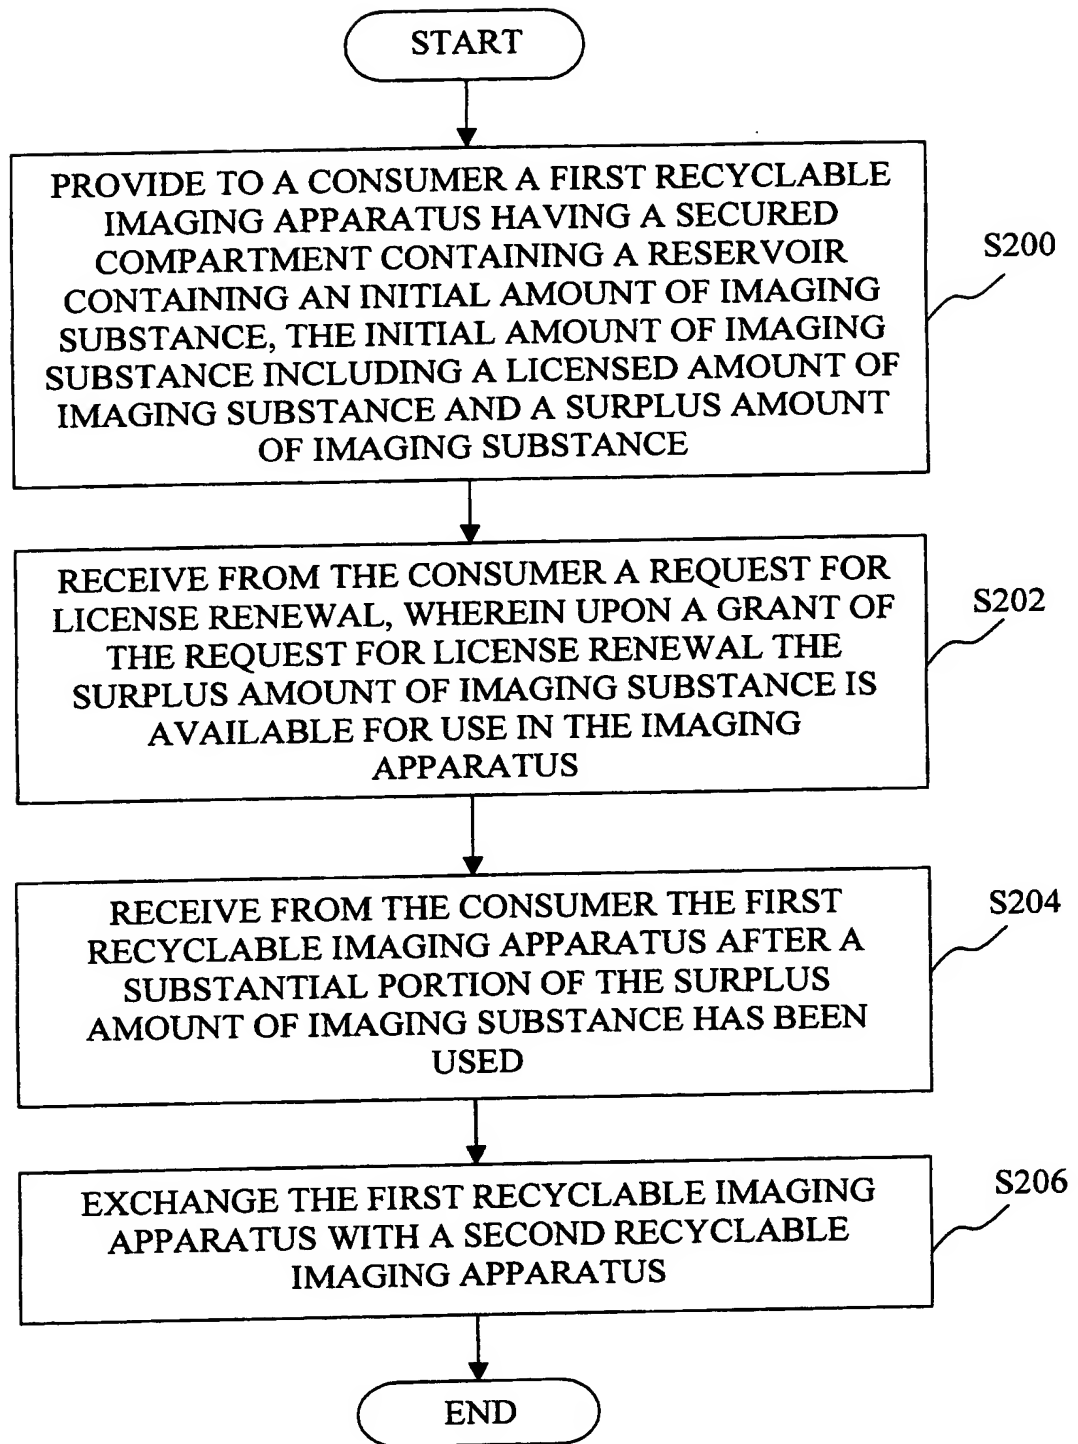 START
PROVIDE TO A CONSUMER A FIRST RECYCLABLE
IMAGING APPARATUS HAVING A SECURED
COMPARTMENT CONTAINING A RESERVOIR
CONTAINING AN INITIAL AMOUNT OF IMAGING
SUBSTANCE, THE INITIAL AMOUNT OF IMAGING
SUBSTANCE INCLUDING A LICENSED AMOUNT OF
IMAGING SUBSTANCE AND A SURPLUS AMOUNT
OF IMAGING SUBSTANCE
S200
RECEIVE FROM THE CONSUMER A REQUEST FOR
LICENSE RENEWAL, WHEREIN UPON A GRANT OF
THE REQUEST FOR LICENSE RENEWAL THE
SURPLUS AMOUNT OF IMAGING SUBSTANCE IS
AVAILABLE FOR USE IN THE IMAGING
APPARATUS
S202
RECEIVE FROM THE CONSUMER THE FIRST
RECYCLABLE IMAGING APPARATUS AFTER A
SUBSTANTIAL PORTION OF THE SURPLUS
AMOUNT OF IMAGING SUBSTANCE HAS BEEN
USED
S204
EXCHANGE THE FIRST RECYCLABLE IMAGING
APPARATUS WITH A SECOND RECYCLABLE
IMAGING APPARATUS
S206
END